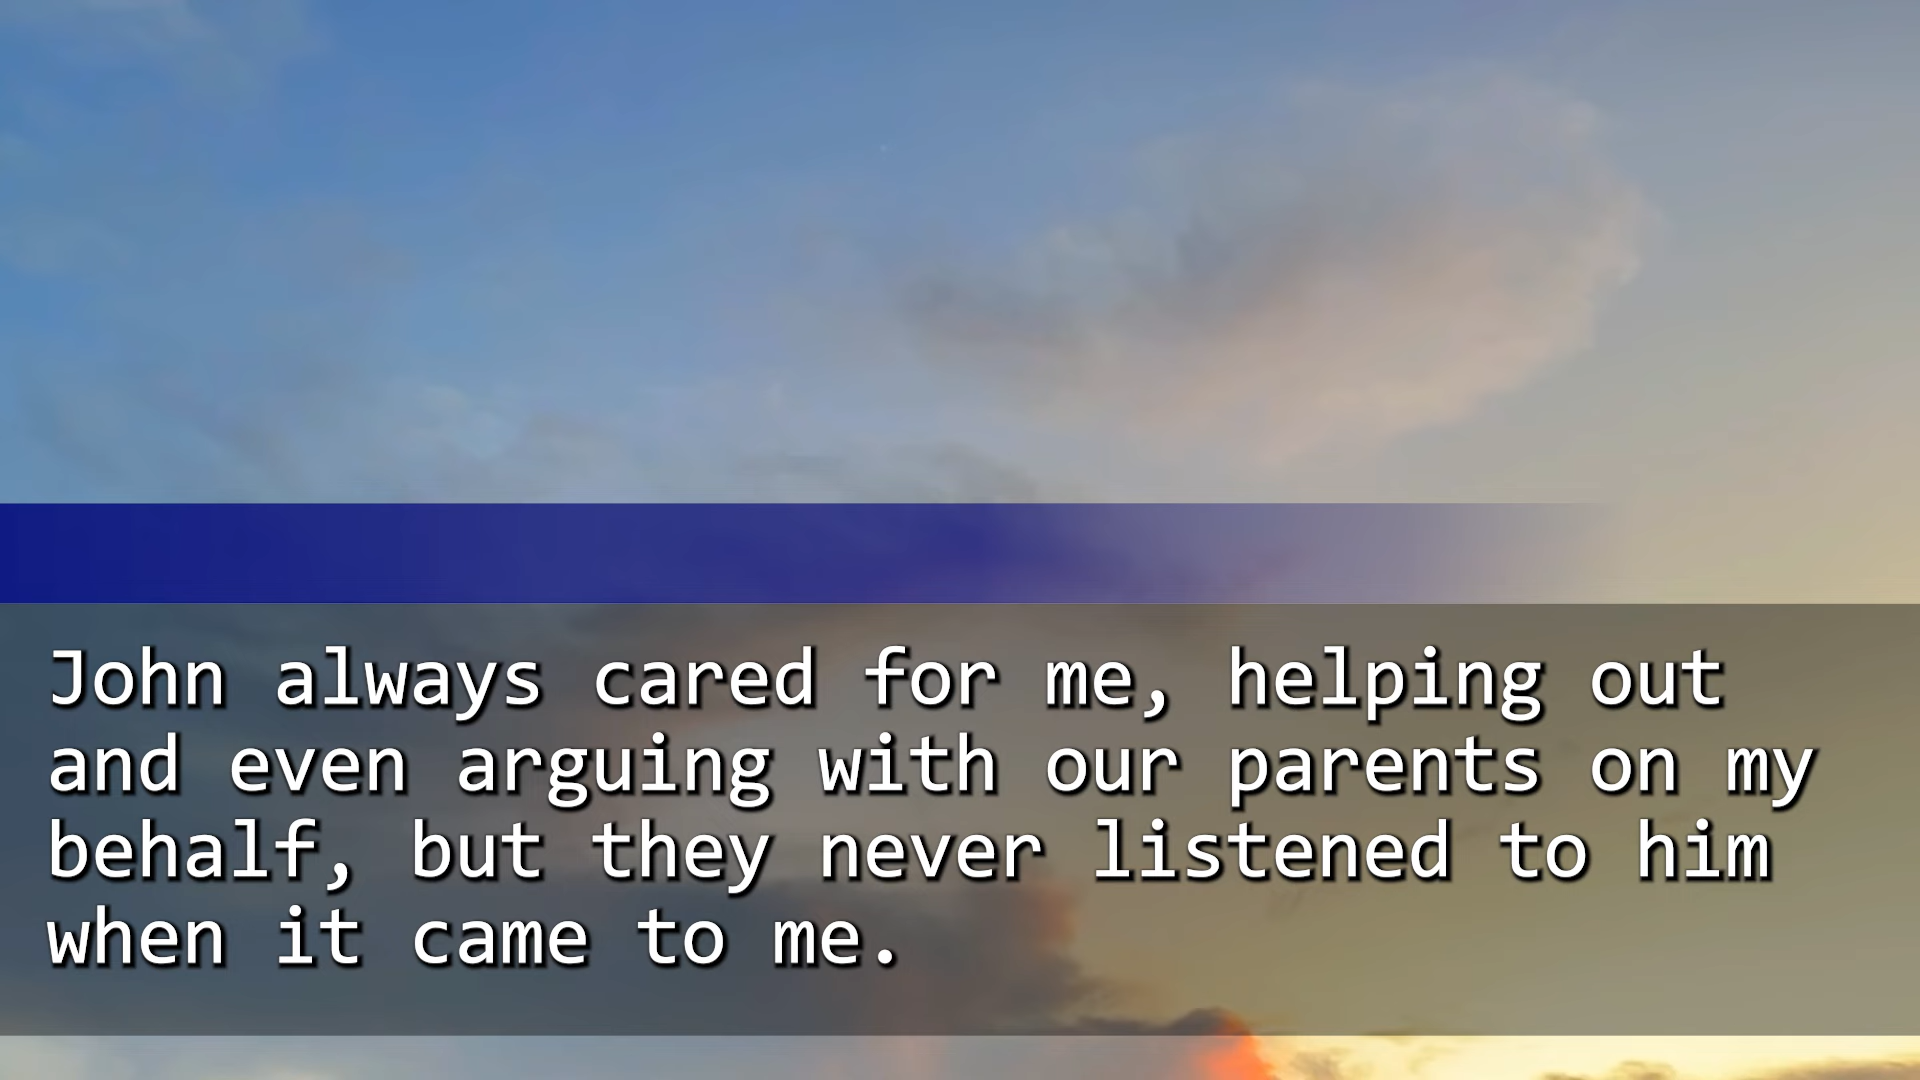 John always cared for me, helping out
and even arguing with our parents on my
behalf, but they never listened to him
when it came to me.